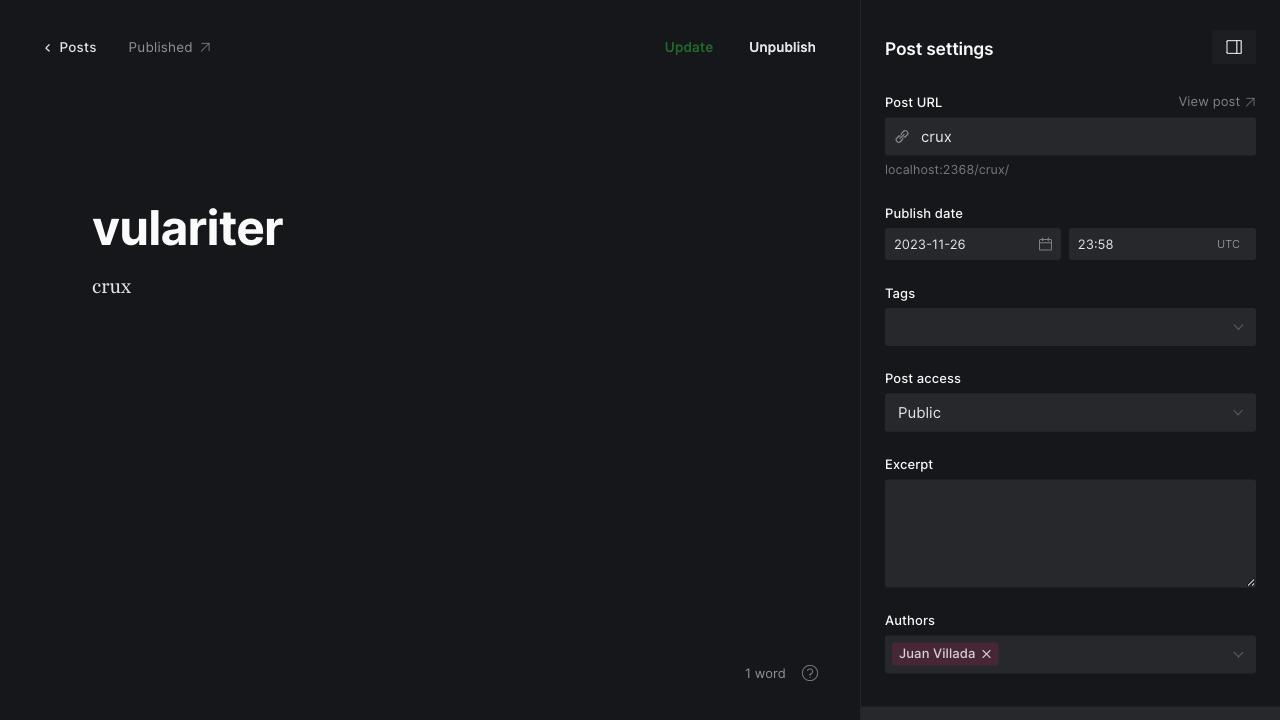 Posts Published Update Unpublish
vulariter
crux
1 word
Post settings
Post URL View post
crux
localhost:2368/crux/
Publish date
2023-11-26 23:58 UTC
Tags
Post access
Public
Excerpt
Authors
Juan Villada